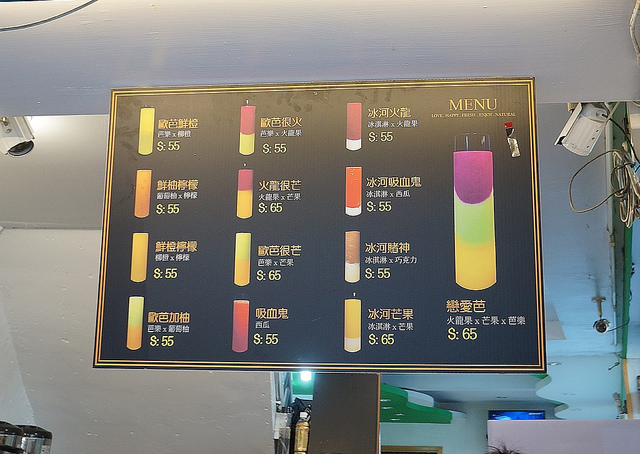 MENU
LOVE . HAPPY . FRESH . ENJOY . NATURAL
歐芭鮮橙
芭樂 x 柳橙
S: 55
鮮柚檸檬
葡萄柚 x 檸檬
S: 55
鮮橙檸檬
柳橙 x 檸檬
S: 55
歐芭加柚
芭樂 x 葡萄柚
S: 55
歐芭很火
芭樂 x 火龍果
S: 55
火龍很芒
火龍果 x 芒果
S: 65
歐芭很芒
芭樂 x 芒果
S: 65
吸血鬼
西瓜
S: 55
冰河火龍
冰淇淋 x 火龍果
S: 55
冰河吸血鬼
冰淇淋 x 西瓜
S: 55
冰河賭神
冰淇淋 x 巧克力
S: 55
冰河芒果
冰淇淋 x 芒果
S: 65
戀愛芭
火龍果 x 芒果 x 芭樂
S: 65